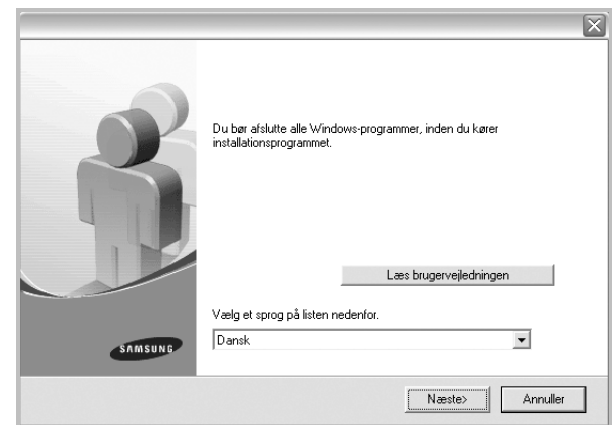 Du bør afslutte alle Windows-programmer, inden du kører
installationsprogrammet.
Læs brugervejledningen
Vælg et sprog på listen nedenfor.
Dansk
SAMSUNG
Næste>
Annuller